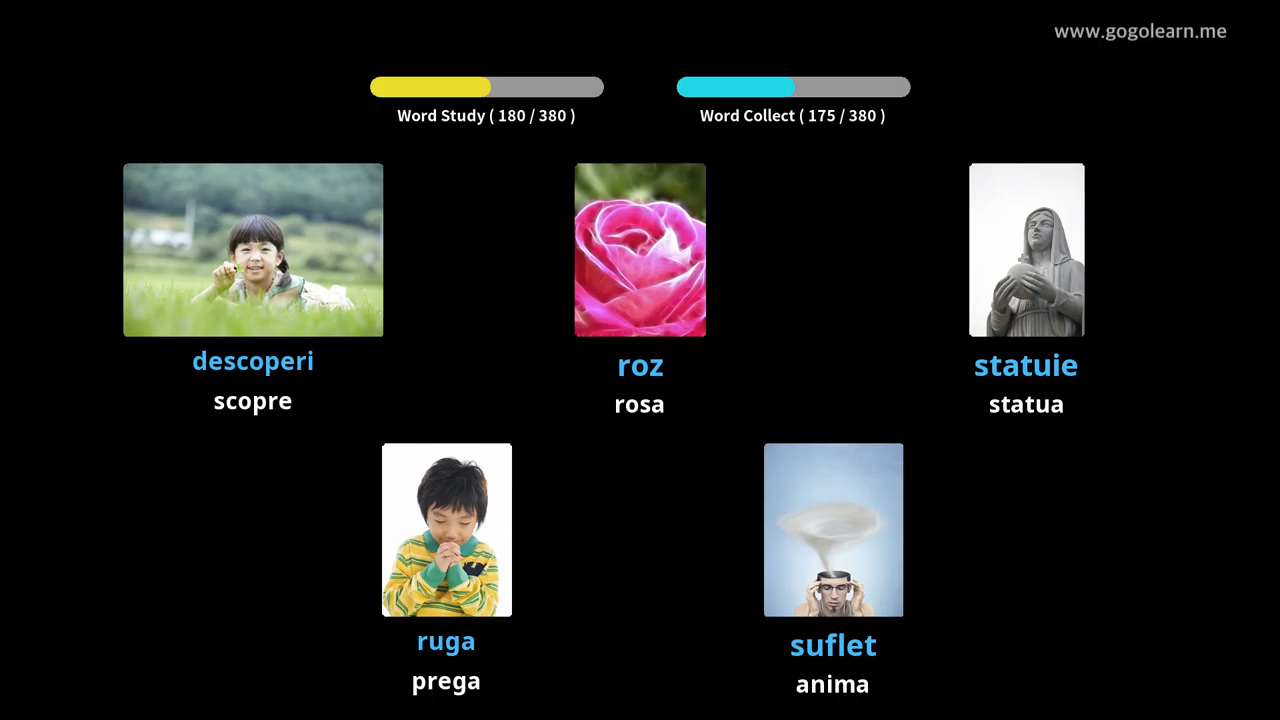 www.gogolearn.me
Word Study ( 180 / 380 )
Word Collect ( 175 / 380 )
descoperi
scopre
roz
rosa
statuie
statua
ruga
prega
suflet
anima